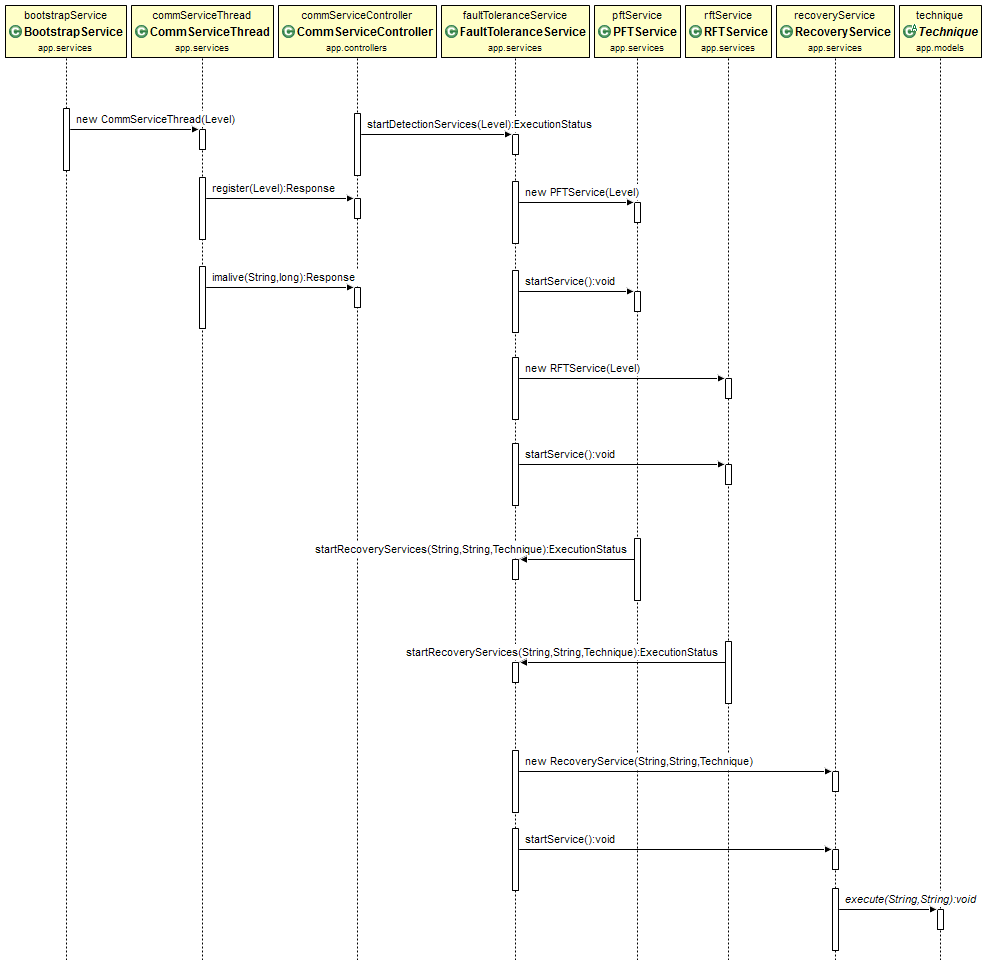 bootstrapService
BootstrapService
app.services
commServiceThread
CommServiceThread
app.services
commServiceController
CommServiceController
app.controllers
faultToleranceService
FaultToleranceService
app.services
pftService
PFTService
app.services
rftService
RFTService
app.services
recoveryService
RecoveryService
app.services
technique
Technique
app.models
new CommServiceThread(Level)
startDetectionServices(Level):ExecutionStatus
register(Level):Response
new PFTService(Level)
imalive(String,long):Response
startService():void
new RFTService(Level)
startService():void
startRecoveryServices(String,String,Technique):ExecutionStatus
startRecoveryServices(String,String,Technique):ExecutionStatus
new RecoveryService(String,String,Technique)
startService():void
execute(String,String):void